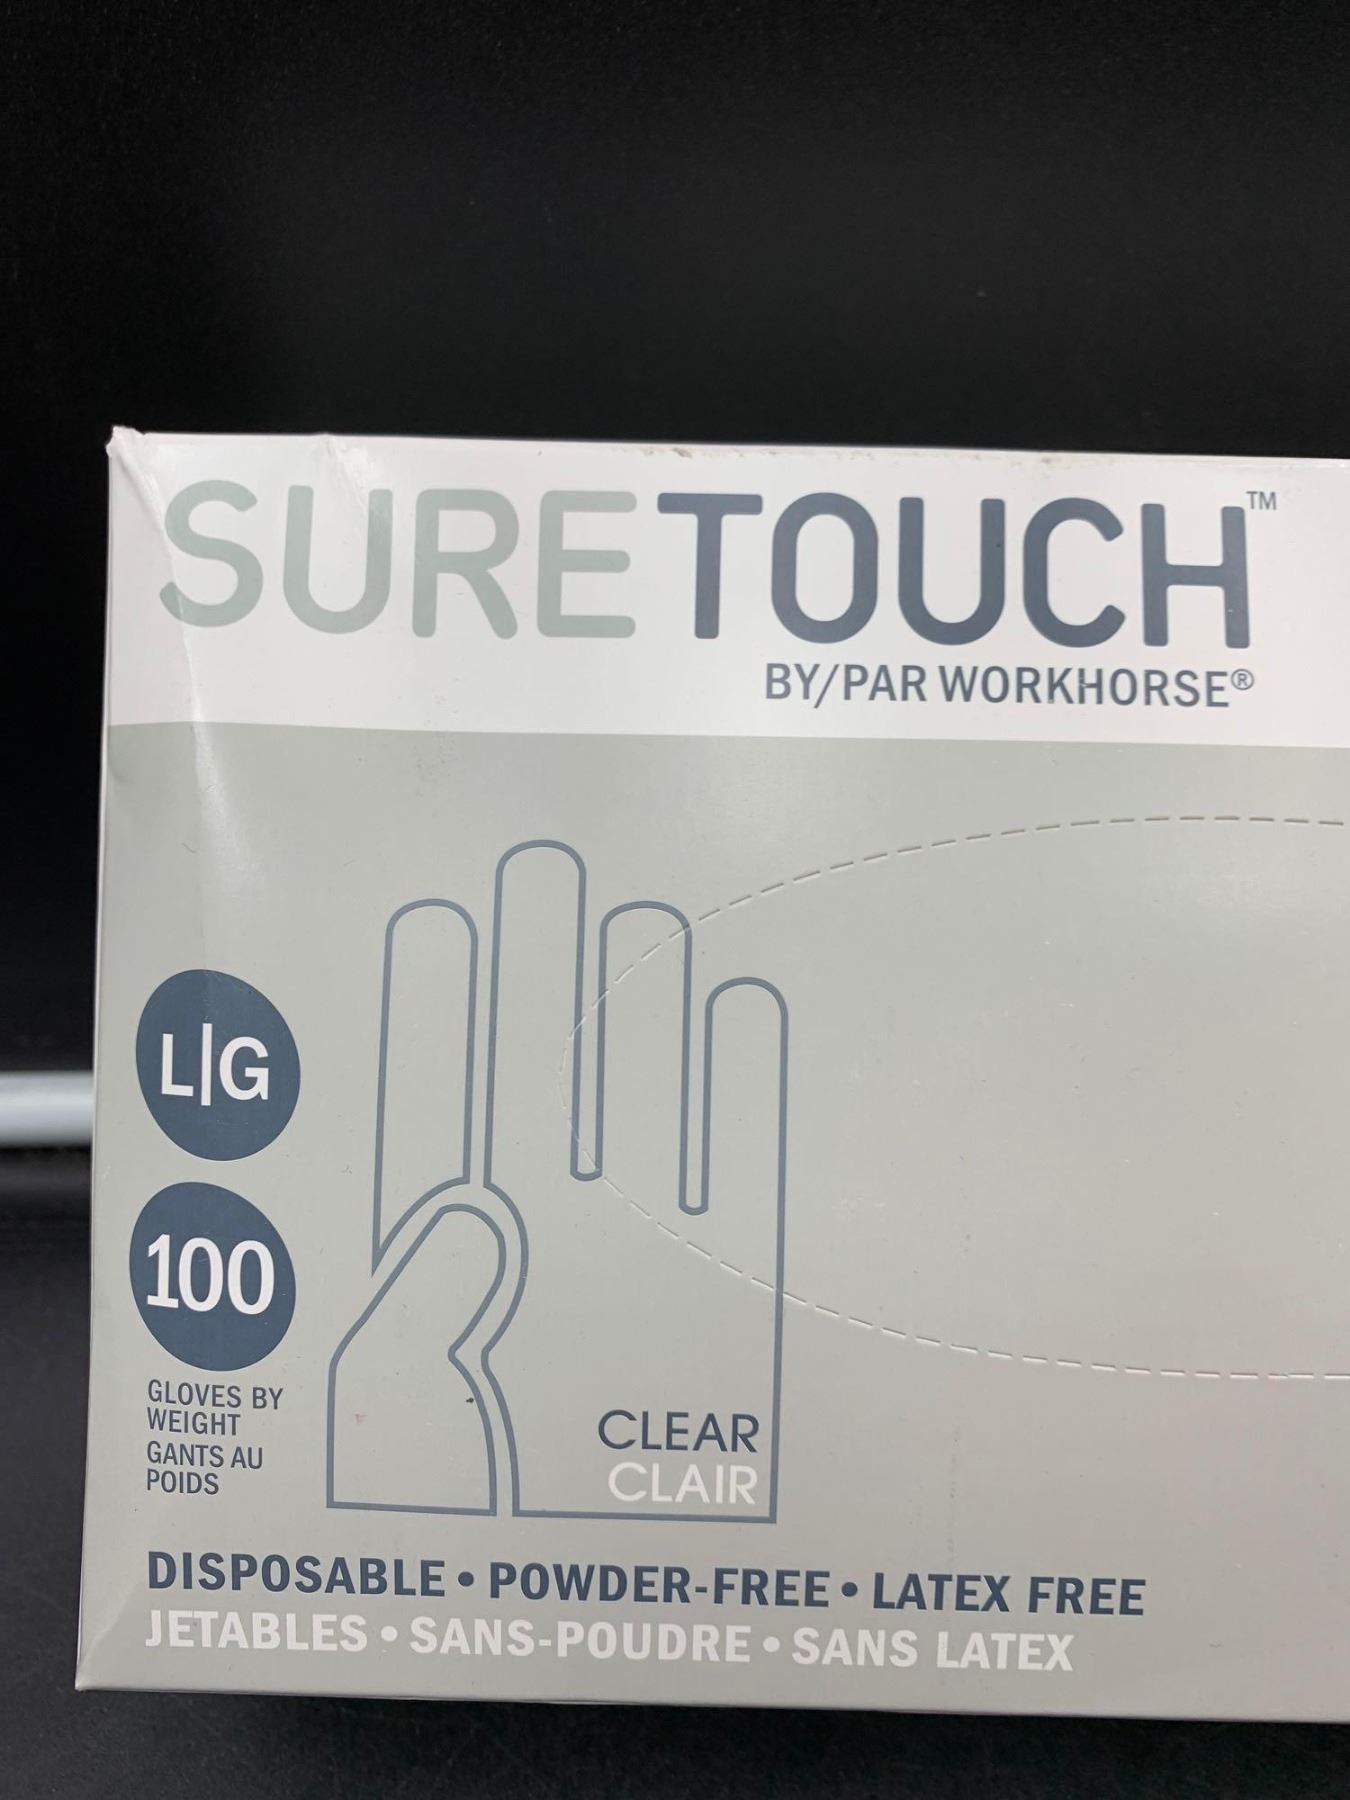 SURETOUCH™
BY/PAR WORKHORSE®
L|G
100
GLOVES BY
WEIGHT
GANTS AU
POIDS
CLEAR
CLAIR
DISPOSABLE • POWDER-FREE • LATEX FREE
JETABLES • SANS-POUDRE • SANS LATEX